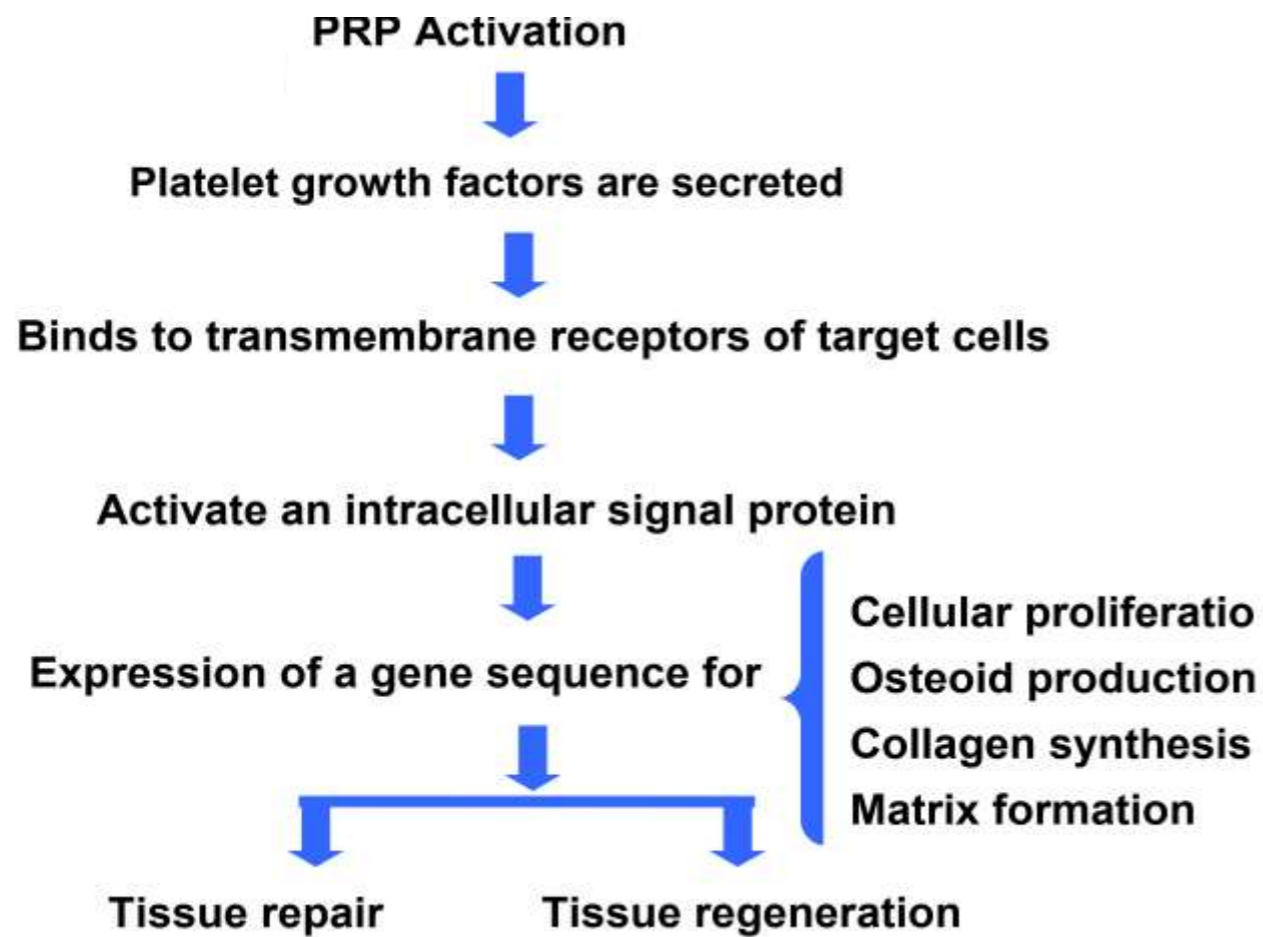 PRP Activation
Platelet growth factors are secreted
Binds to transmembrane receptors of target cells
Activate an intracellular signal protein
Expression of a gene sequence for
Cellular proliferatio
Osteoid production
Collagen synthesis
Matrix formation
Tissue repair
Tissue regeneration